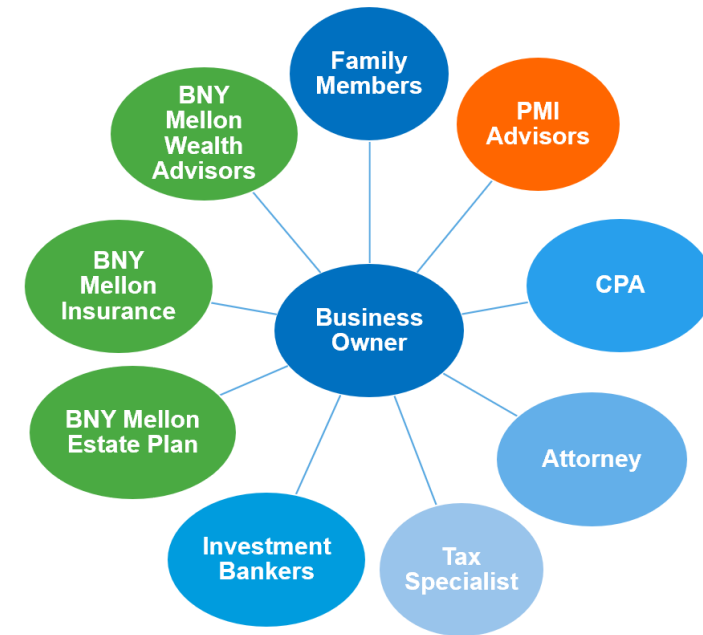 Family
Members
PMI
Advisors
CPA
Attorney
Tax
Specialist
Investment
Bankers
BNY Mellon
Estate Plan
BNY
Mellon
Insurance
BNY
Mellon
Wealth
Advisors
Business
Owner